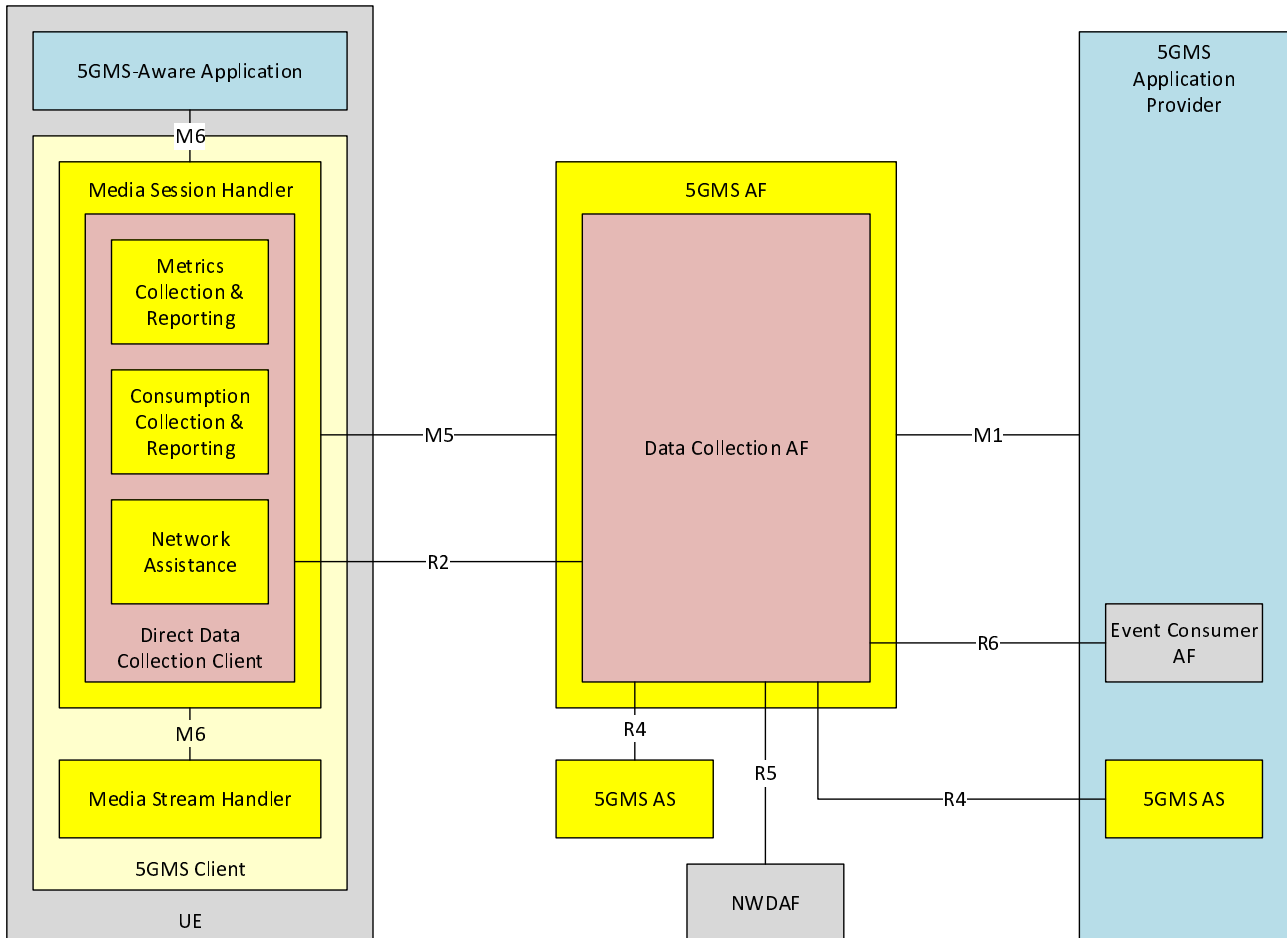 5GMS-Aware Application
M6
Media Session Handler
Metrics
Collection &
Reporting
Consumption
Collection &
Reporting
Network
Assistance
Direct Data
Collection Client
M6
Media Stream Handler
5GMS Client
UE
M5
R2
5GMS AF
Data Collection AF
R4
5GMS AS
R5
NWDAF
M1
R6
R4
5GMS
Application
Provider
Event Consumer
AF
5GMS AS